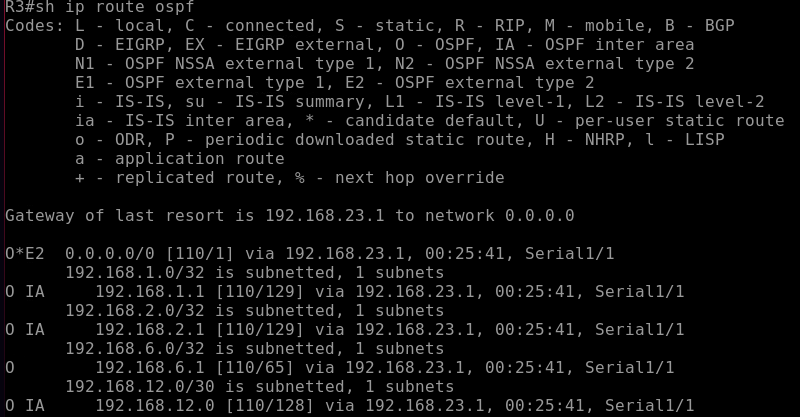 R3#sh ip route ospf
Codes: L - local, C - connected, S - static, R - RIP, M - mobile, B - BGP
       D - EIGRP, EX - EIGRP external, O - OSPF, IA - OSPF inter area
       N1 - OSPF NSSA external type 1, N2 - OSPF NSSA external type 2
       E1 - OSPF external type 1, E2 - OSPF external type 2
       i - IS-IS, su - IS-IS summary, L1 - IS-IS level-1, L2 - IS-IS level-2
       ia - IS-IS inter area, * - candidate default, U - per-user static route
       o - ODR, P - periodic downloaded static route, H - NHRP, l - LISP
       a - application route
       + - replicated route, % - next hop override
Gateway of last resort is 192.168.23.1 to network 0.0.0.0
O*E2  0.0.0.0/0 [110/1] via 192.168.23.1, 00:25:41, Serial1/1
      192.168.1.0/32 is subnetted, 1 subnets
O IA     192.168.1.1 [110/129] via 192.168.23.1, 00:25:41, Serial1/1
      192.168.2.0/32 is subnetted, 1 subnets
O IA     192.168.2.1 [110/129] via 192.168.23.1, 00:25:41, Serial1/1
      192.168.6.0/32 is subnetted, 1 subnets
O        192.168.6.1 [110/65] via 192.168.23.1, 00:25:41, Serial1/1
      192.168.12.0/30 is subnetted, 1 subnets
O IA     192.168.12.0 [110/128] via 192.168.23.1, 00:25:41, Serial1/1